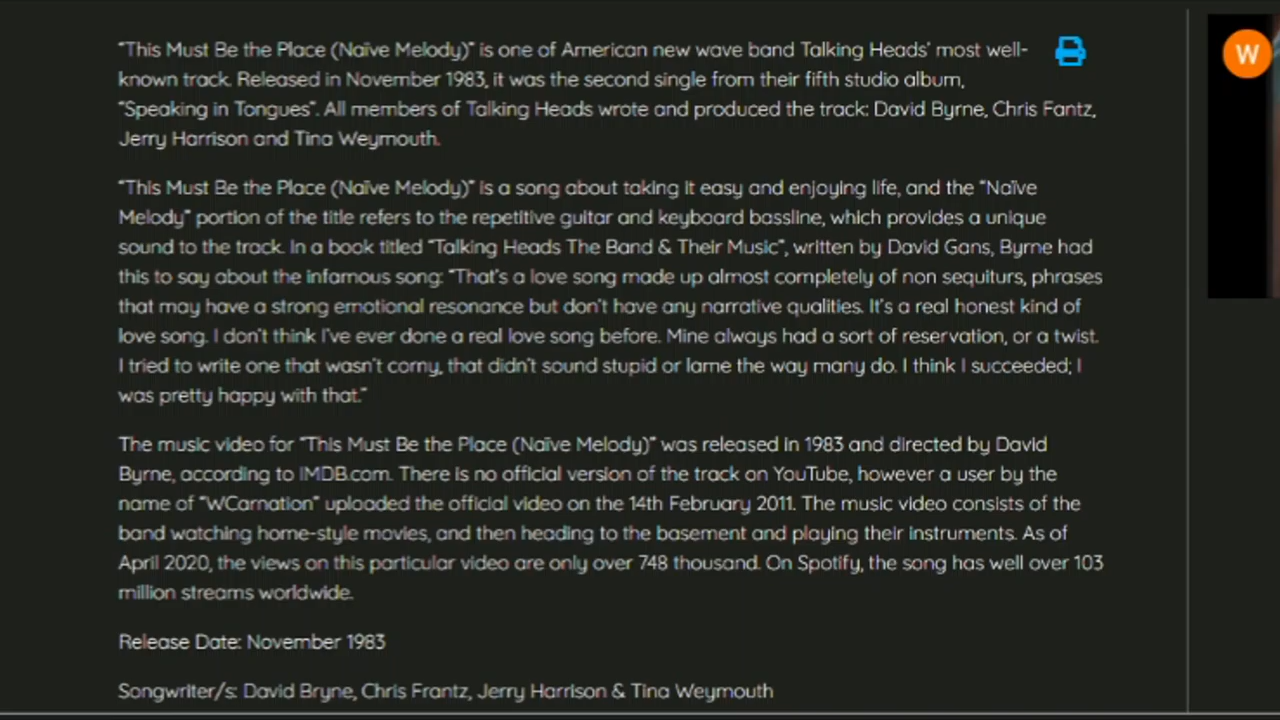 “This Must Be the Place (Naïve Melody)” is one of American new wave band Talking Heads’ most well-
known track. Released in November 1983, it was the second single from their fifth studio album,
“Speaking in Tongues”. All members of Talking Heads wrote and produced the track: David Byrne, Chris Fantz,
Jerry Harrison and Tina Weymouth.
“This Must Be the Place (Naïve Melody)” is a song about taking it easy and enjoying life, and the “Naïve
Melody” portion of the title refers to the repetitive guitar and keyboard bassline, which provides a unique
sound to the track. In a book titled “Talking Heads The Band & Their Music”, written by David Gans, Byrne had
this to say about the infamous song: “That’s a love song made up almost completely of non sequiturs, phrases
that may have a strong emotional resonance but don’t have any narrative qualities. It’s a real honest kind of
love song. I don’t think I’ve ever done a real love song before. Mine always had a sort of reservation, or a twist.
I tried to write one that wasn’t corny, that didn’t sound stupid or lame the way many do. I think I succeeded; I
was pretty happy with that.”
The music video for “This Must Be the Place (Naïve Melody)” was released in 1983 and directed by David
Byrne, according to IMDB.com. There is no official version of the track on YouTube, however a user by the
name of “WCarnation” uploaded the official video on the 14th February 2011. The music video consists of the
band watching home-style movies, and then heading to the basement and playing their instruments. As of
April 2020, the views on this particular video are only over 748 thousand. On Spotify, the song has well over 103
million streams worldwide.
Release Date: November 1983
Songwriter/s: David Bryne, Chris Frantz, Jerry Harrison & Tina Weymouth
W